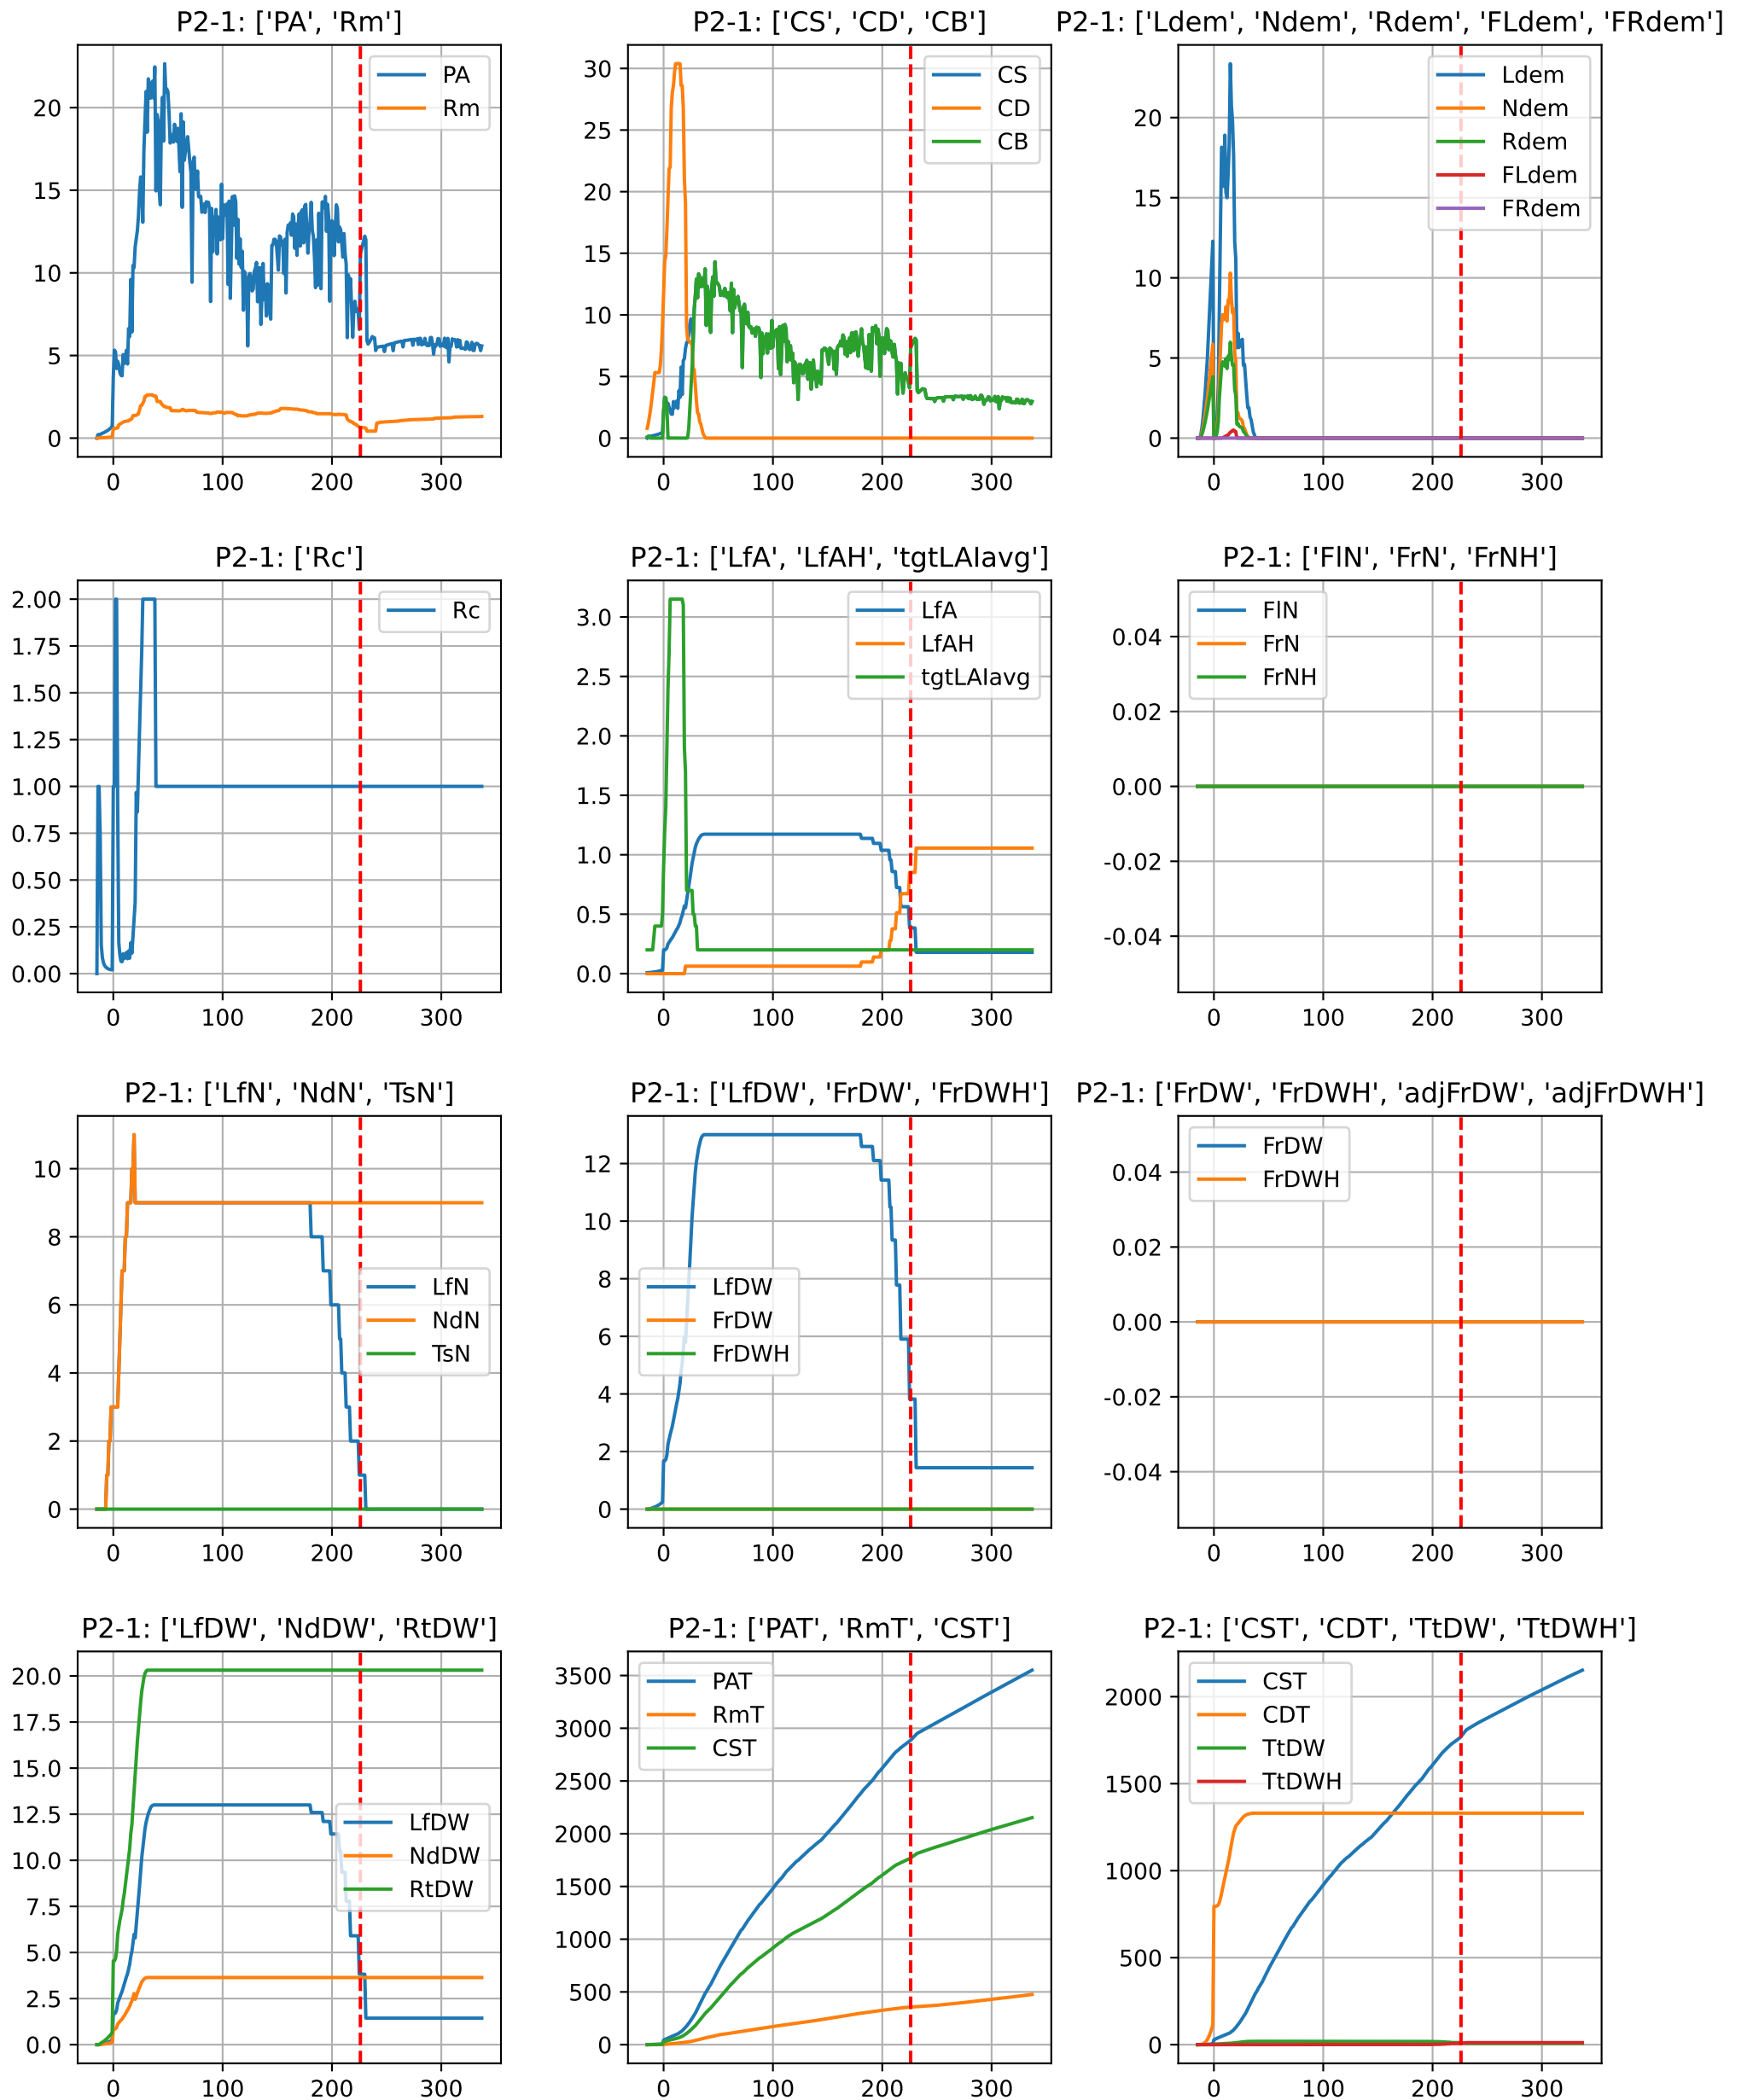 P2-1: ['PA', 'Rm']
20
15
10
5
0
0 100 200 300
PA
Rm
P2-1: ['CS', 'CD', 'CB']
30
25
20
15
10
5
0
0 100 200 300
CS
CD
CB
P2-1: ['Ldem', 'Ndem', 'Rdem', 'FLdem', 'FRdem']
20
15
10
5
0
0 100 200 300
Ldem
Ndem
Rdem
FLdem
FRdem
P2-1: ['Rc']
2.00
1.75
1.50
1.25
1.00
0.75
0.50
0.25
0.00
0 100 200 300
Rc
P2-1: ['LfA', 'LfAH', 'tgtLAIavg']
3.0
2.5
2.0
1.5
1.0
0.5
0.0
0 100 200 300
LfA
LfAH
tgtLAIavg
P2-1: ['FlN', 'FrN', 'FrNH']
0.04
0.02
0.00
-0.02
-0.04
0 100 200 300
FlN
FrN
FrNH
P2-1: ['LfN', 'NdN', 'TsN']
10
8
6
4
2
0
0 100 200 300
LfN
NdN
TsN
P2-1: ['LfDW', 'FrDW', 'FrDWH']
12
10
8
6
4
2
0
0 100 200 300
LfDW
FrDW
FrDWH
P2-1: ['FrDW', 'FrDWH', 'adjFrDW', 'adjFrDWH']
0.04
0.02
0.00
-0.02
-0.04
0 100 200 300
FrDW
FrDWH
P2-1: ['LfDW', 'NdDW', 'RtDW']
20.0
17.5
15.0
12.5
10.0
7.5
5.0
2.5
0.0
0 100 200 300
LfDW
NdDW
RtDW
P2-1: ['PAT', 'RmT', 'CST']
3500
3000
2500
2000
1500
1000
500
0
0 100 200 300
PAT
RmT
CST
P2-1: ['CST', 'CDT', 'TtDW', 'TtDWH']
2000
1500
1000
500
0
0 100 200 300
CST
CDT
TtDW
TtDWH